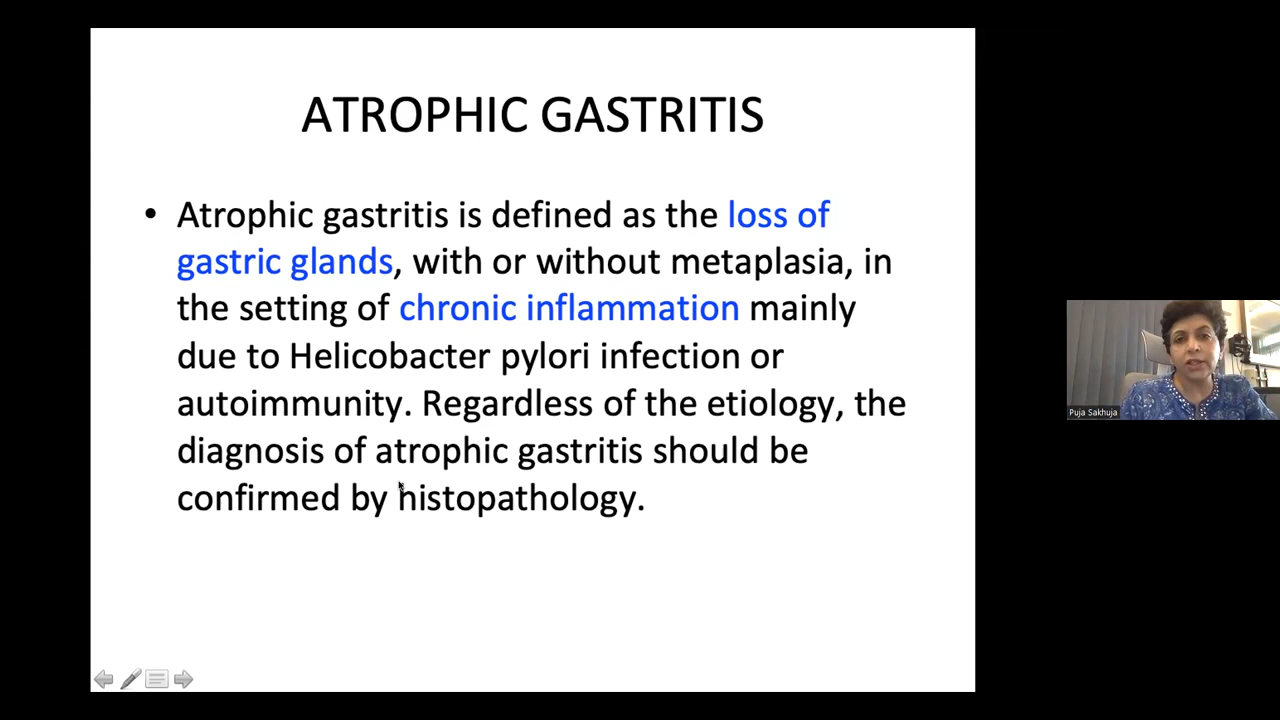 ATROPHIC GASTRITIS
• Atrophic gastritis is defined as the loss of
gastric glands, with or without metaplasia, in
the setting of chronic inflammation mainly
due to Helicobacter pylori infection or
autoimmunity. Regardless of the etiology, the
diagnosis of atrophic gastritis should be
confirmed by histopathology.
Puja Sakhuja